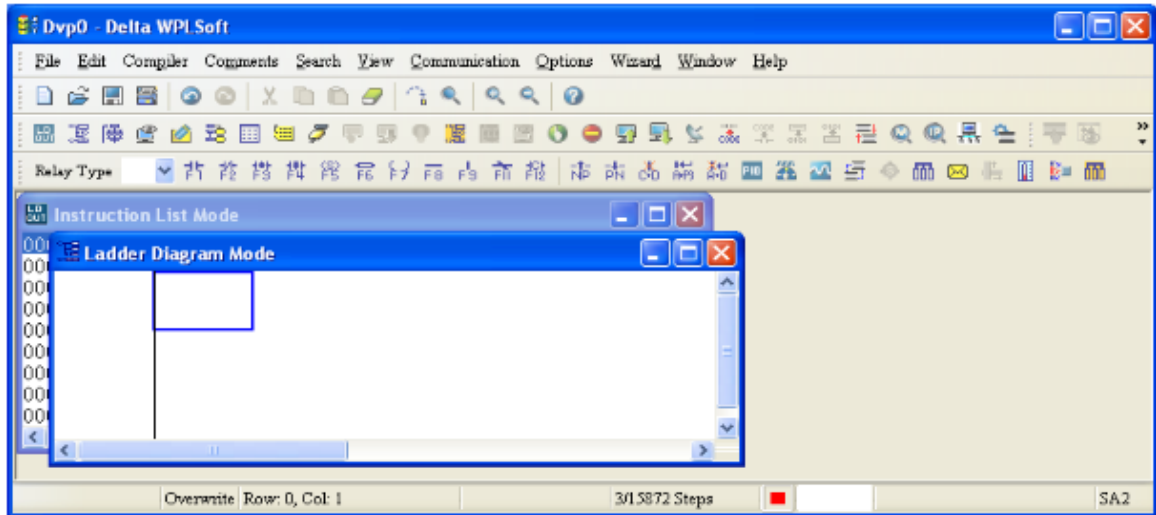 Dvp0 - Delta WPLSoft
File Edit Compiler Comments Search View Communication Options Wizard Window Help
Relay Type
Instruction List Mode
Ladder Diagram Mode
Overwrite Row: 0, Col: 1 3/15872 Steps SA2